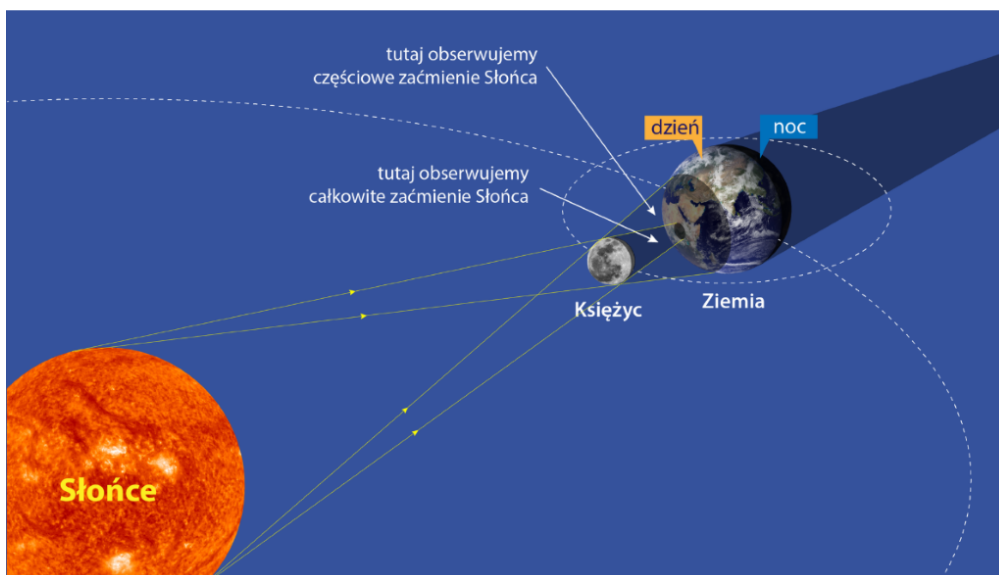 tutaj obserwujemy
częściowe zaćmienie Słońca
dzień
noc
tutaj obserwujemy
całkowite zaćmienie Słońca
Księżyc
Ziemia
Słońce